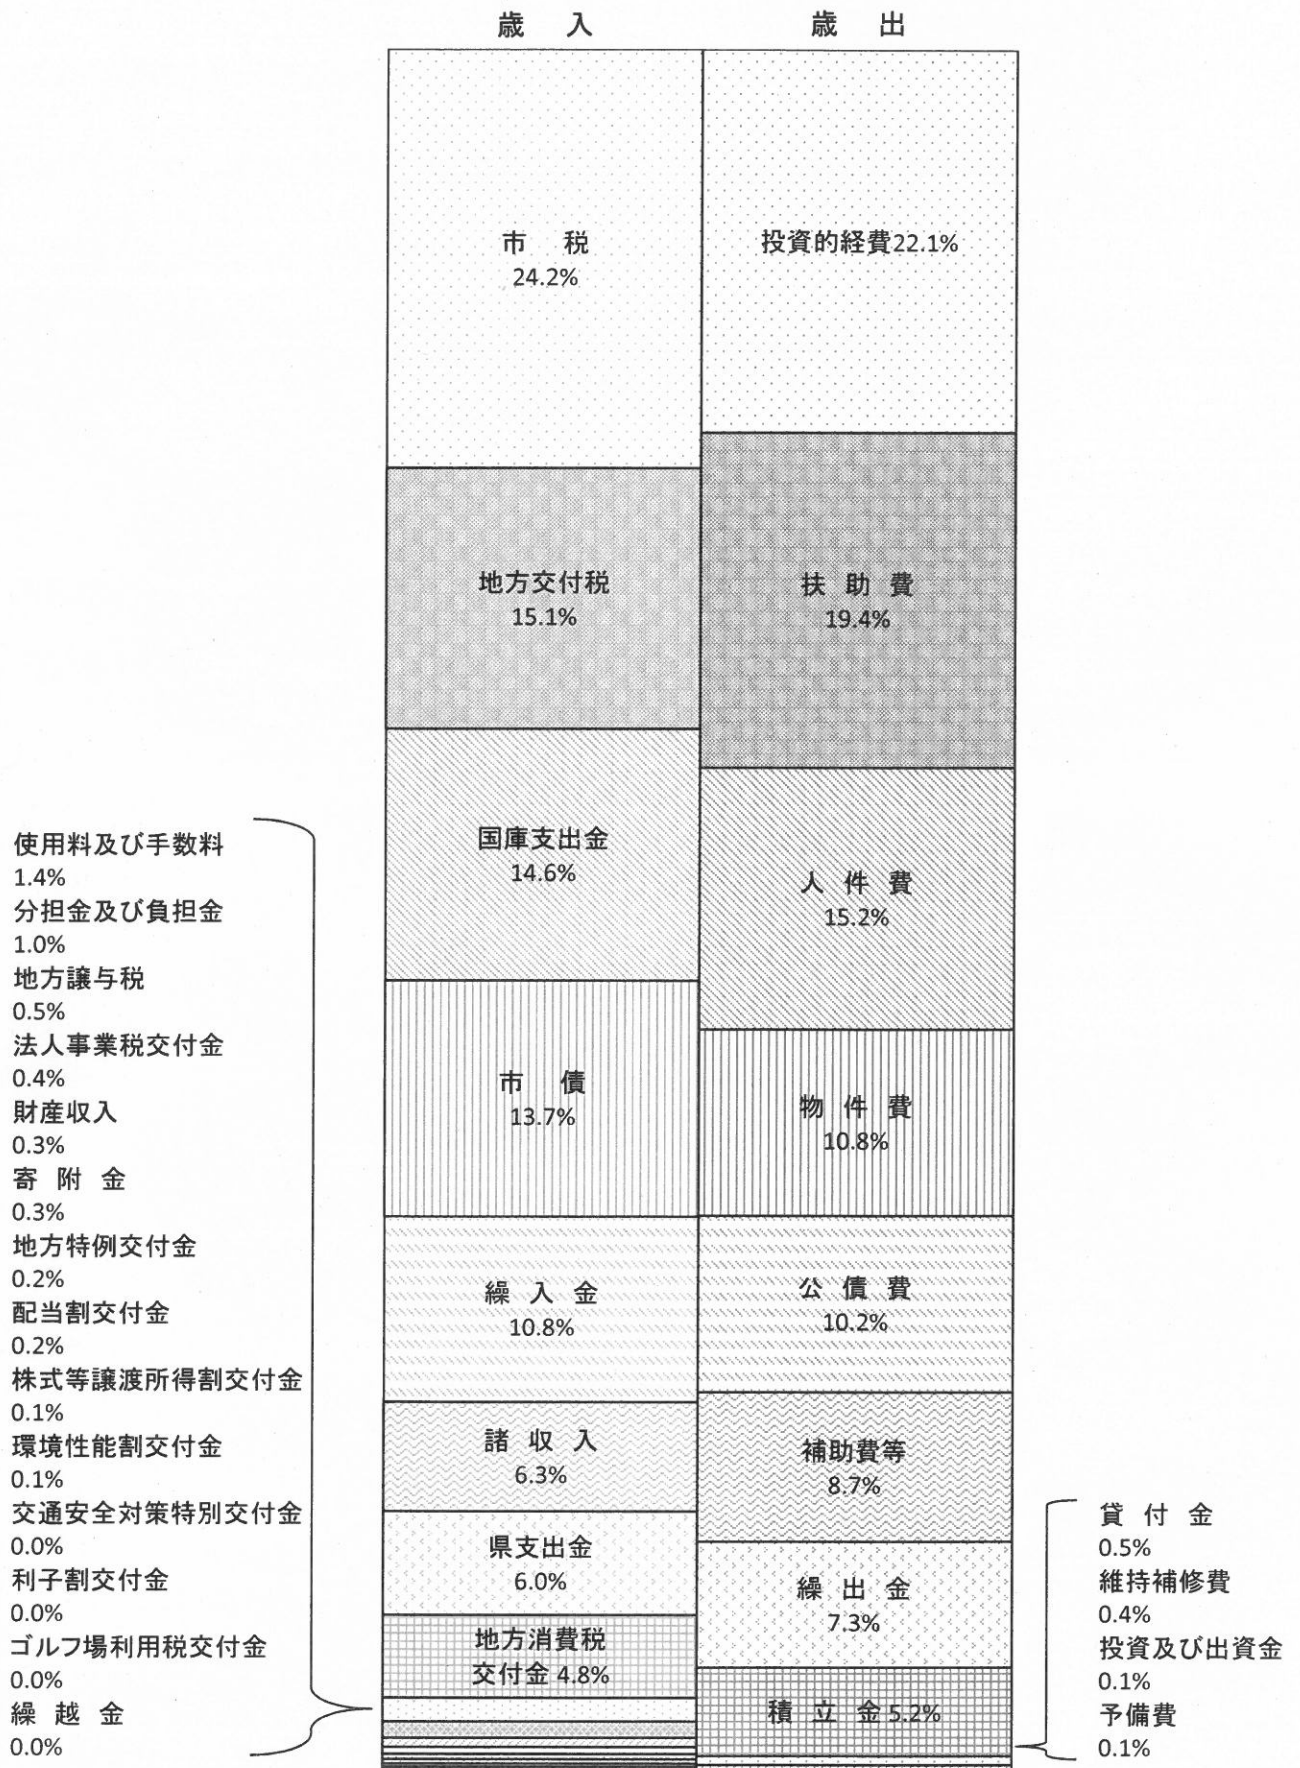 歳　入
歳　出
市　税
24.2%
地方交付税
15.1%
国庫支出金
14.6%
市　債
13.7%
繰　入　金
10.8%
諸　収　入
6.3%
県支出金
6.0%
地方消費税
交付金 4.8%
投資的経費22.1%
扶　助　費
19.4%
人　件　費
15.2%
物　件　費
10.8%
公　債　費
10.2%
補助費等
8.7%
繰　出　金
7.3%
積　立　金 5.2%
使用料及び手数料
1.4%
分担金及び負担金
1.0%
地方譲与税
0.5%
法人事業税交付金
0.4%
財産収入
0.3%
寄　附　金
0.3%
地方特例交付金
0.2%
配当割交付金
0.2%
株式等譲渡所得割交付金
0.1%
環境性能割交付金
0.1%
交通安全対策特別交付金
0.0%
利子割交付金
0.0%
ゴルフ場利用税交付金
0.0%
繰　越　金
0.0%
貸　付　金
0.5%
維持補修費
0.4%
投資及び出資金
0.1%
予備費
0.1%